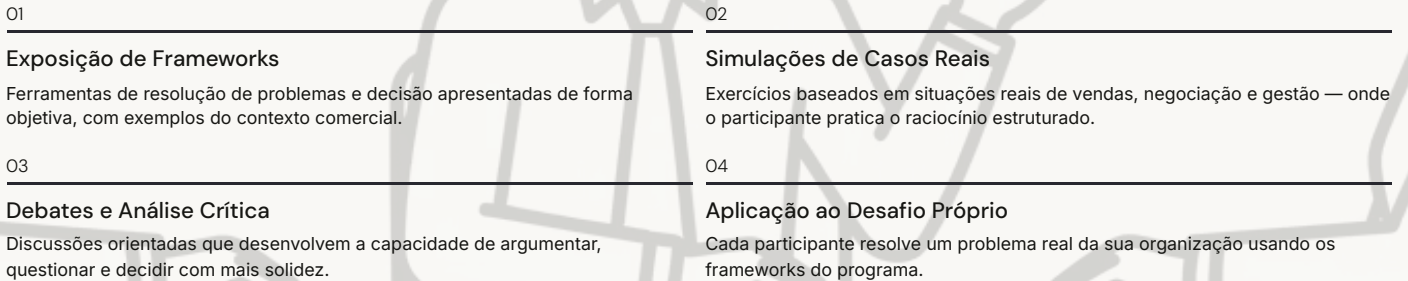 01
Exposição de Frameworks
Ferramentas de resolução de problemas e decisão apresentadas de forma
objetiva, com exemplos do contexto comercial.
02
Simulações de Casos Reais
Exercícios baseados em situações reais de vendas, negociação e gestão — onde
o participante pratica o raciocínio estruturado.
03
Debates e Análise Crítica
Discussões orientadas que desenvolvem a capacidade de argumentar,
questionar e decidir com mais solidez.
04
Aplicação ao Desafio Próprio
Cada participante resolve um problema real da sua organização usando os
frameworks do programa.